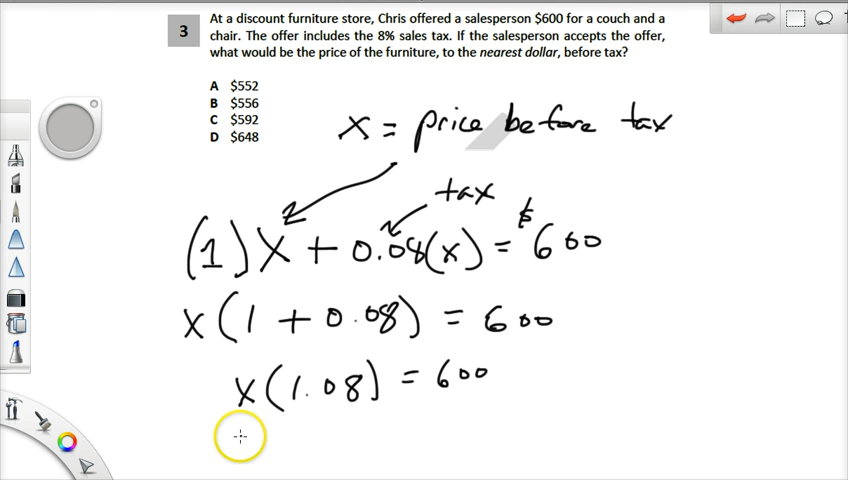 3
At a discount furniture store, Chris offered a salesperson $600 for a couch and a
chair. The offer includes the 8% sales tax. If the salesperson accepts the offer,
what would be the price of the furniture, to the nearest dollar, before tax?
A $552
B $556
C $592
D $648
x = price before tax
tax
(1)x + 0.08(x) = $600
x(1 + 0.08) = 600
x(1.08) = 600